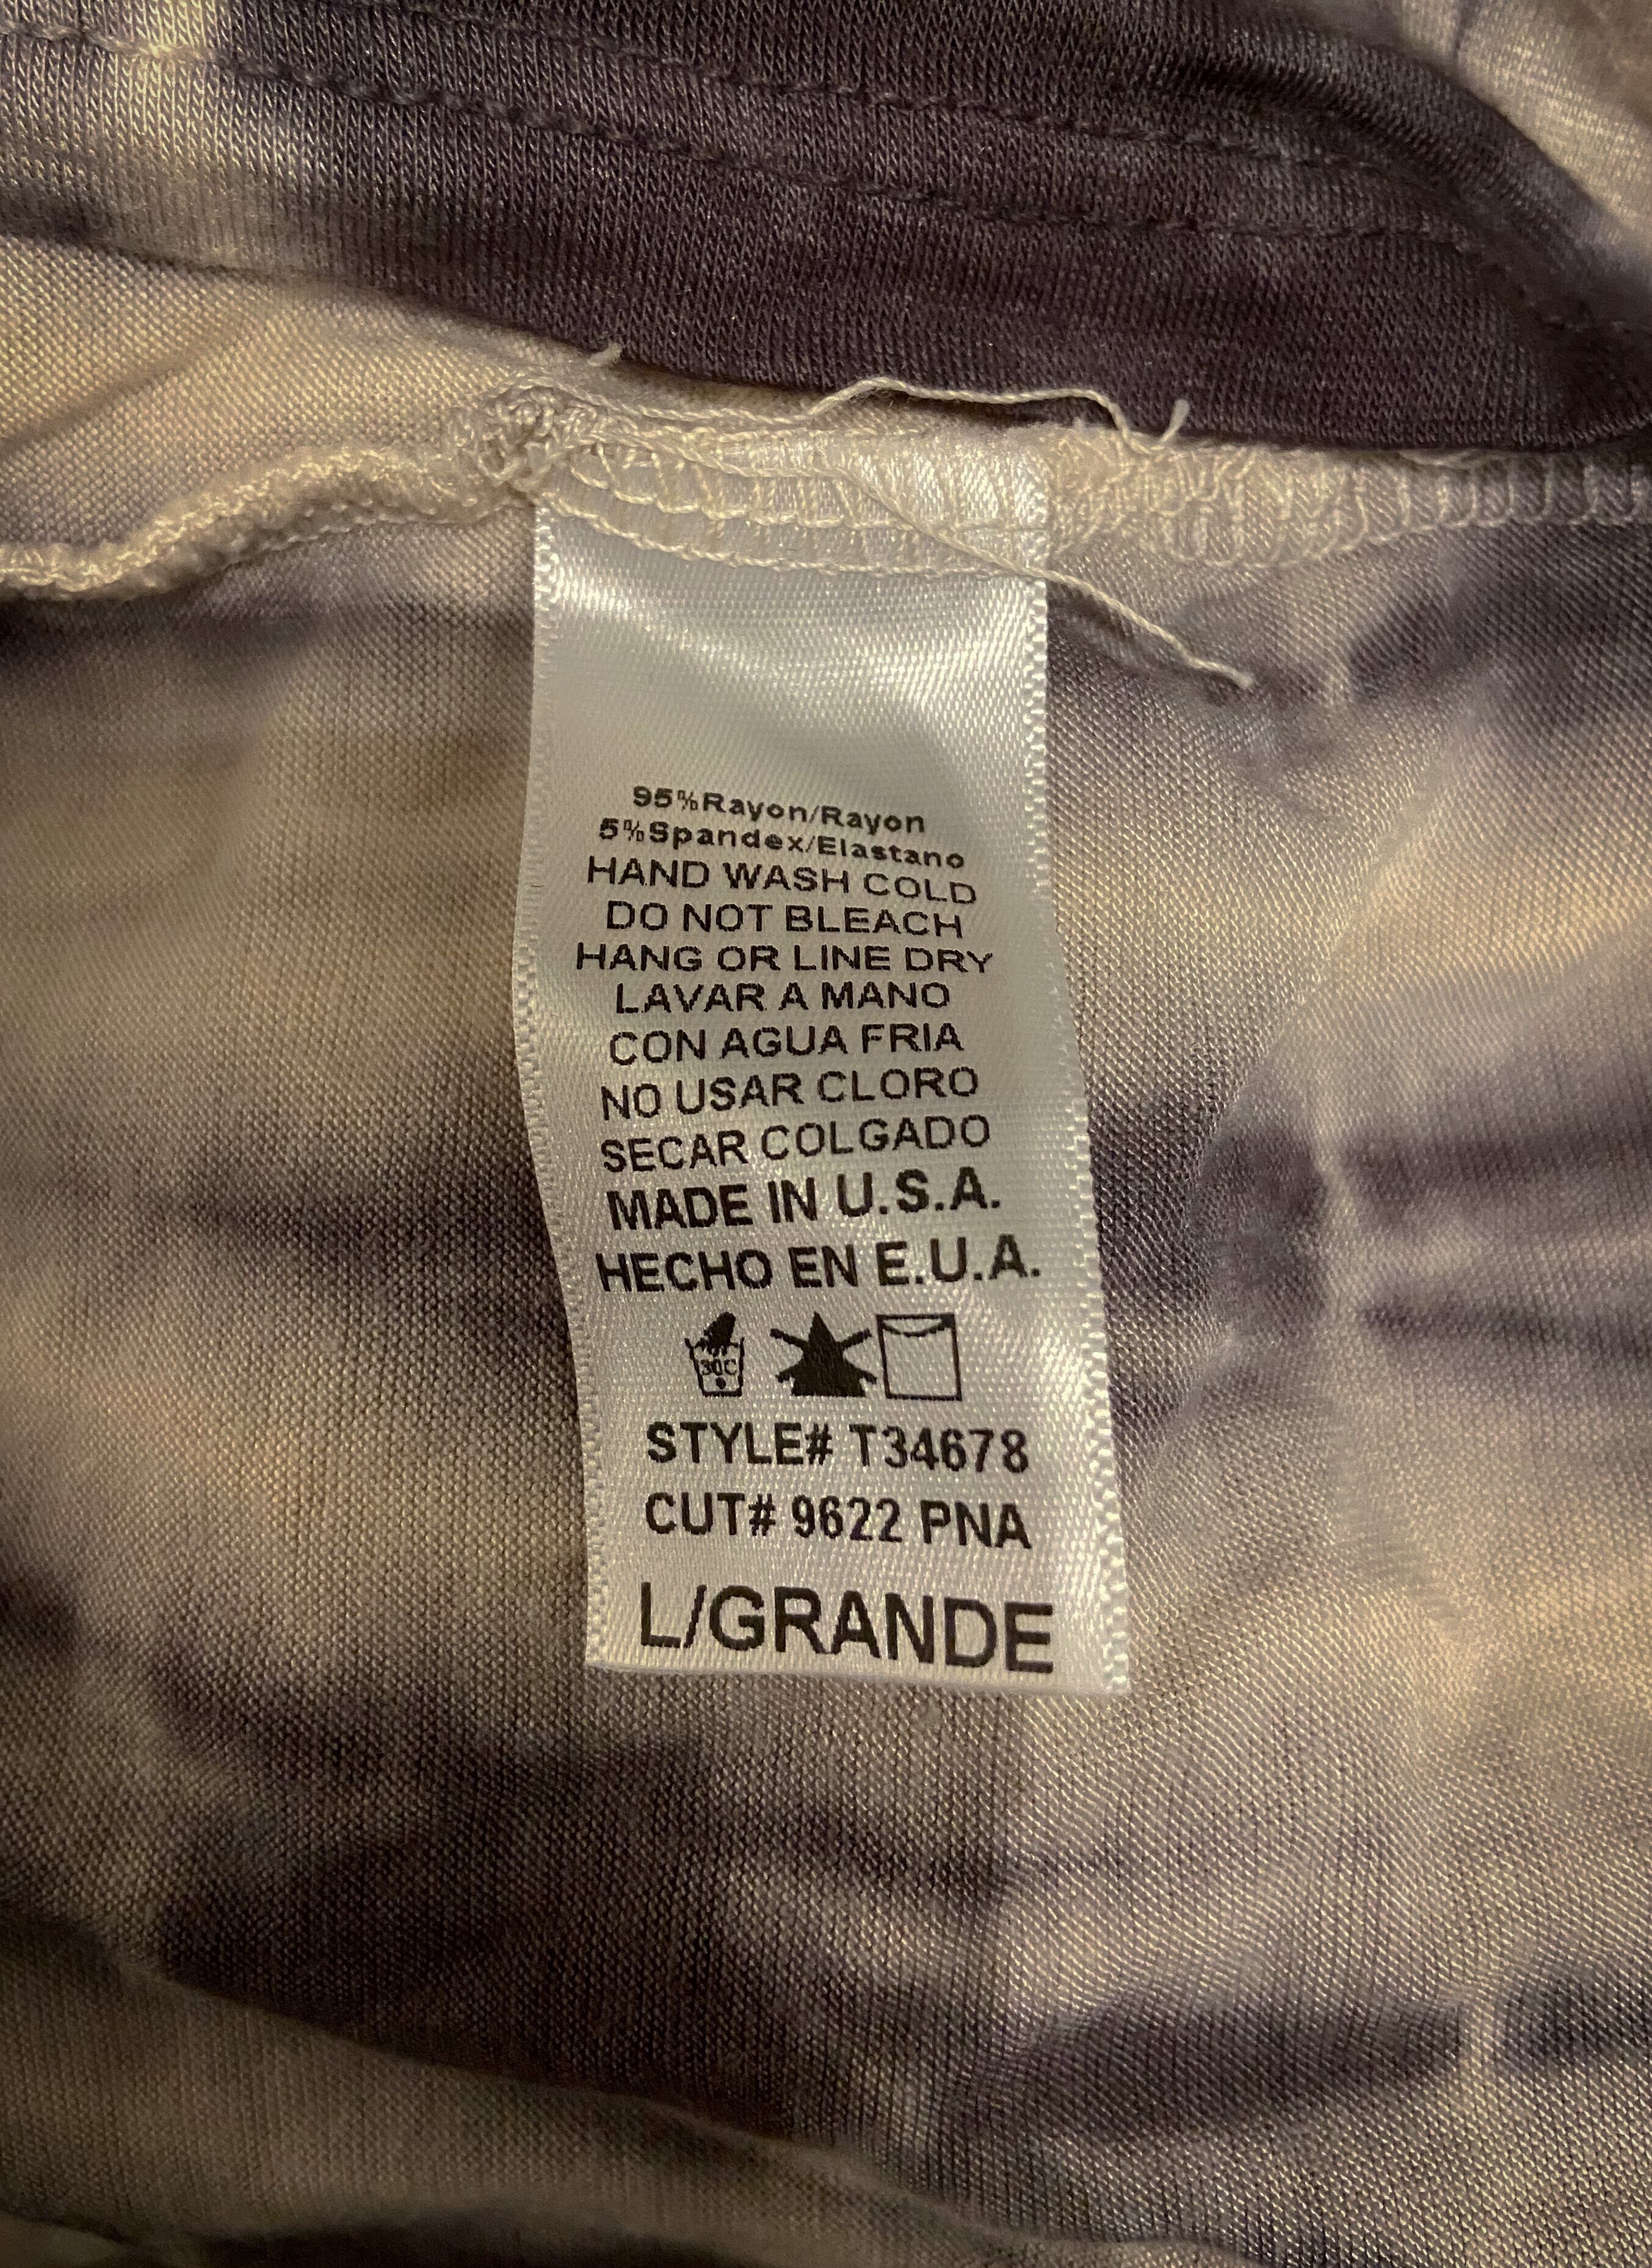 95%Rayon/Rayon
5%Spandex/Elastano
HAND WASH COLD
DO NOT BLEACH
HANG OR LINE DRY
LAVAR A MANO
CON AGUA FRIA
NO USAR CLORO
SECAR COLGADO
MADE IN U.S.A.
HECHO EN E.U.A.
30C
STYLE# T34678
CUT# 9622 PNA
L/GRANDE